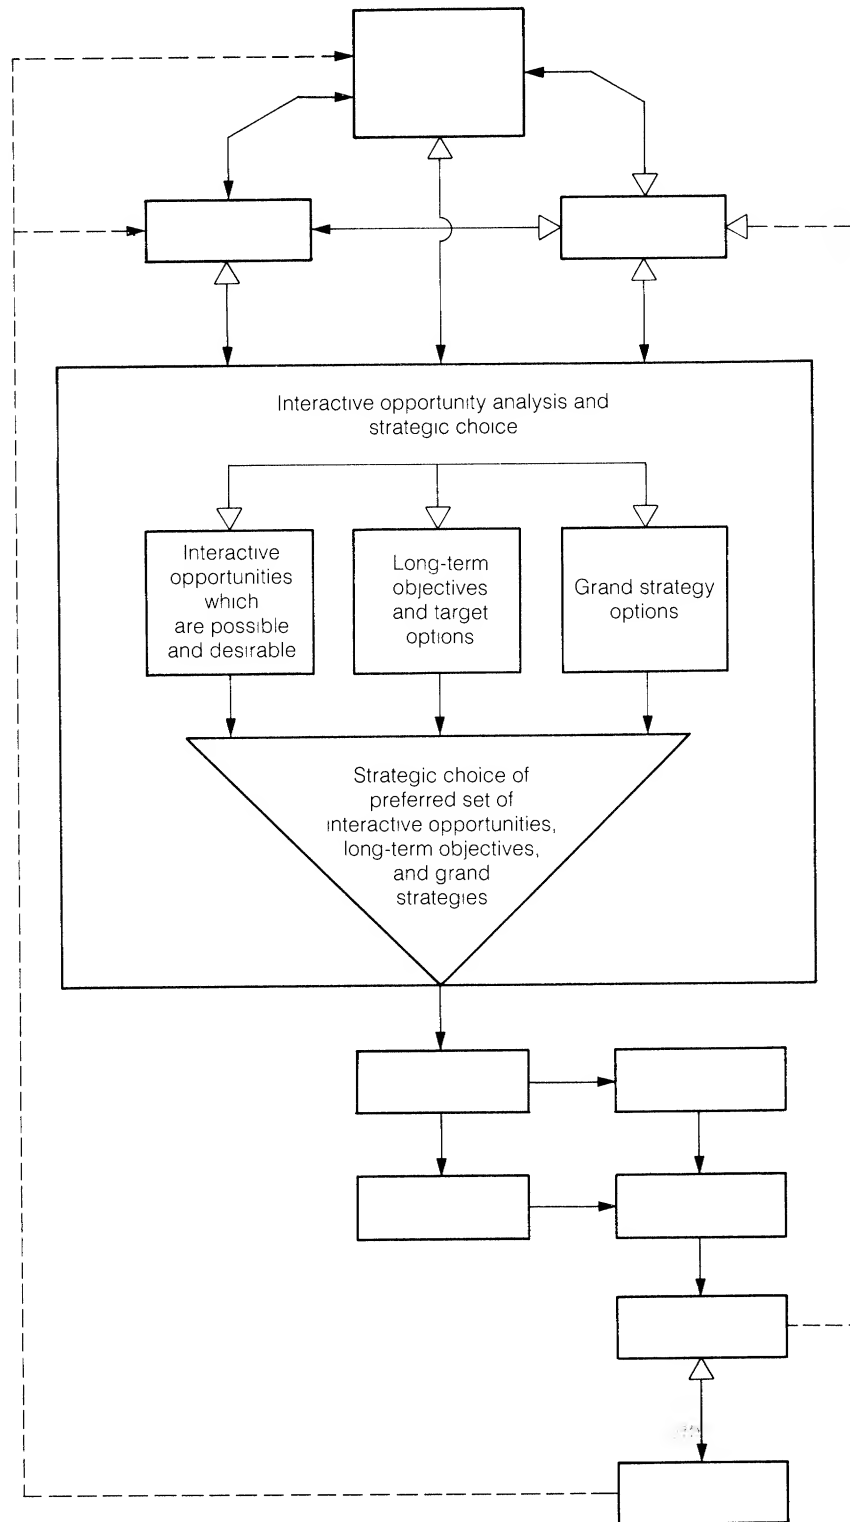 Interactive opportunity analysis and
strategic choice
Interactive
opportunities
which
are possible
and desirable
Long-term
objectives
and target
options
Grand strategy
options
Strategic choice of
preferred set of
interactive opportunities,
long-term objectives,
and grand
strategies